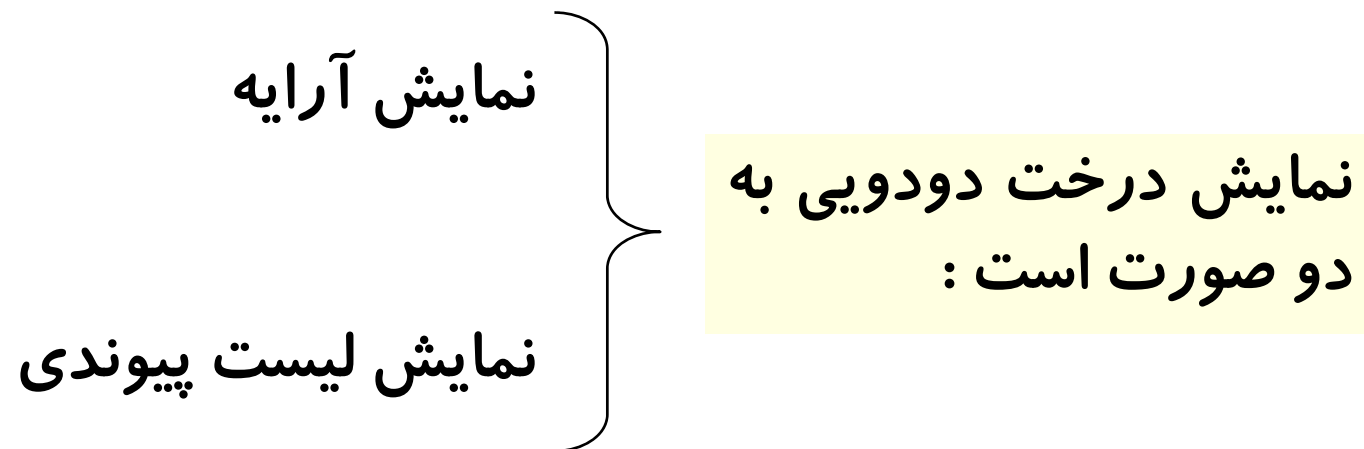 نمایش درخت دودویی به
دو صورت است :
نمایش آرایه
نمایش لیست پیوندی